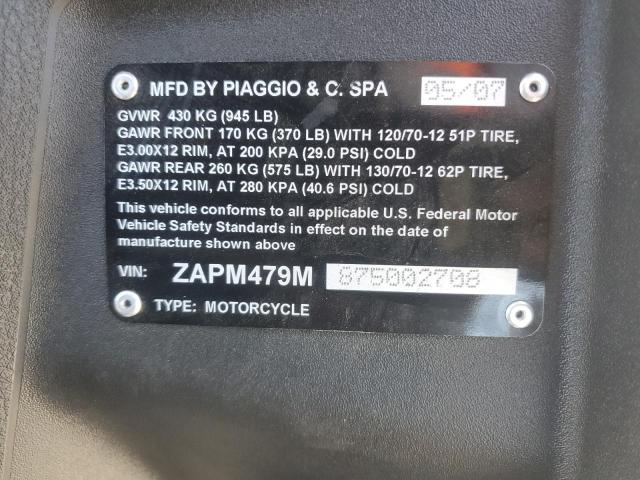 MFD BY PIAGGIO & C. SPA 05/07
GVWR 430 KG (945 LB)
GAWR FRONT 170 KG (370 LB) WITH 120/70-12 51P TIRE,
E3.00X12 RIM, AT 200 KPA (29.0 PSI) COLD
GAWR REAR 260 KG (575 LB) WITH 130/70-12 62P TIRE,
E3.50X12 RIM, AT 280 KPA (40.6 PSI) COLD
This vehicle conforms to all applicable U.S. Federal Motor
Vehicle Safety Standards in effect on the date of
manufacture shown above
VIN: ZAPM479M 875002708
TYPE: MOTORCYCLE